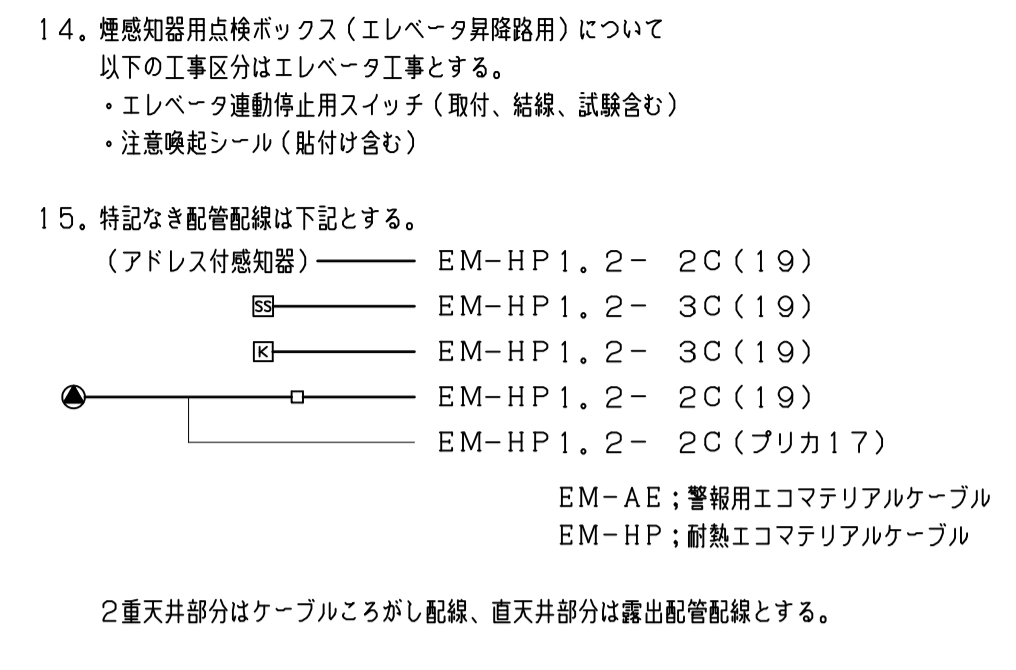 １４。煙感知器用点検ボックス（エレベータ昇降路用）について
以下の工事区分はエレベータ工事とする。
・エレベータ連動停止用スイッチ（取付、結線、試験含む）
・注意喚起シール（貼付け含む）
１５。特記なき配管配線は下記とする。
（アドレス付感知器） ＥＭ−ＨＰ１。２− ２Ｃ（１９）
SS ＥＭ−ＨＰ１。２− ３Ｃ（１９）
K ＥＭ−ＨＰ１。２− ３Ｃ（１９）
ＥＭ−ＨＰ１。２− ２Ｃ（１９）
ＥＭ−ＨＰ１。２− ２Ｃ（プリカ１７）
ＥＭ−ＡＥ；警報用エコマテリアルケーブル
ＥＭ−ＨＰ；耐熱エコマテリアルケーブル
２重天井部分はケーブルころがし配線、直天井部分は露出配管配線とする。